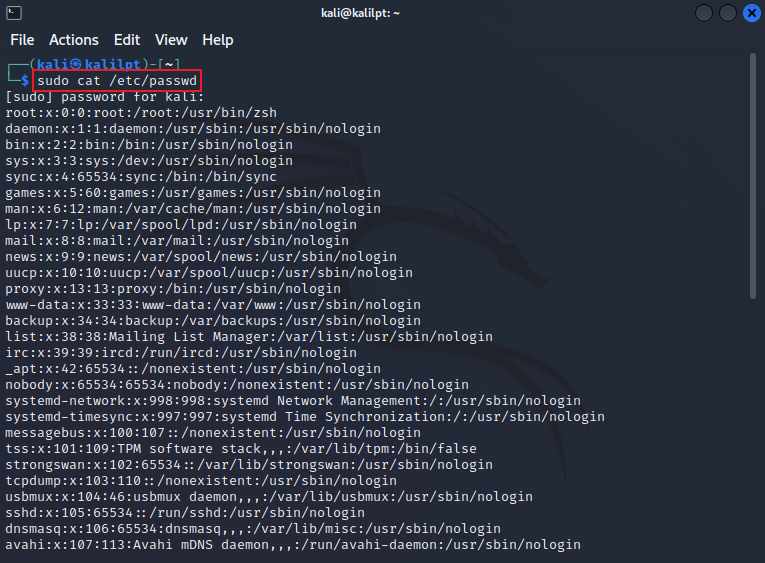 kali@kalilpt: ~
File Actions Edit View Help
┌──(kali㉿kalilpt)-[~]
└─$ sudo cat /etc/passwd
[sudo] password for kali:
root:x:0:0:root:/root:/usr/bin/zsh
daemon:x:1:1:daemon:/usr/sbin:/usr/sbin/nologin
bin:x:2:2:bin:/bin:/usr/sbin/nologin
sys:x:3:3:sys:/dev:/usr/sbin/nologin
sync:x:4:65534:sync:/bin:/bin/sync
games:x:5:60:games:/usr/games:/usr/sbin/nologin
man:x:6:12:man:/var/cache/man:/usr/sbin/nologin
lp:x:7:7:lp:/var/spool/lpd:/usr/sbin/nologin
mail:x:8:8:mail:/var/mail:/usr/sbin/nologin
news:x:9:9:news:/var/spool/news:/usr/sbin/nologin
uucp:x:10:10:uucp:/var/spool/uucp:/usr/sbin/nologin
proxy:x:13:13:proxy:/bin:/usr/sbin/nologin
www-data:x:33:33:www-data:/var/www:/usr/sbin/nologin
backup:x:34:34:backup:/var/backups:/usr/sbin/nologin
list:x:38:38:Mailing List Manager:/var/list:/usr/sbin/nologin
irc:x:39:39:ircd:/run/ircd:/usr/sbin/nologin
_apt:x:42:65534::/nonexistent:/usr/sbin/nologin
nobody:x:65534:65534:nobody:/nonexistent:/usr/sbin/nologin
systemd-network:x:998:998:systemd Network Management:/:/usr/sbin/nologin
systemd-timesync:x:997:997:systemd Time Synchronization:/:/usr/sbin/nologin
messagebus:x:100:107::/nonexistent:/usr/sbin/nologin
tss:x:101:109:TPM software stack,,,:/var/lib/tpm:/bin/false
strongswan:x:102:65534::/var/lib/strongswan:/usr/sbin/nologin
tcpdump:x:103:110::/nonexistent:/usr/sbin/nologin
usbmux:x:104:46:usbmux daemon,,,:/var/lib/usbmux:/usr/sbin/nologin
sshd:x:105:65534::/run/sshd:/usr/sbin/nologin
dnsmasq:x:106:65534:dnsmasq,,,:/var/lib/misc:/usr/sbin/nologin
avahi:x:107:113:Avahi mDNS daemon,,,:/run/avahi-daemon:/usr/sbin/nologin